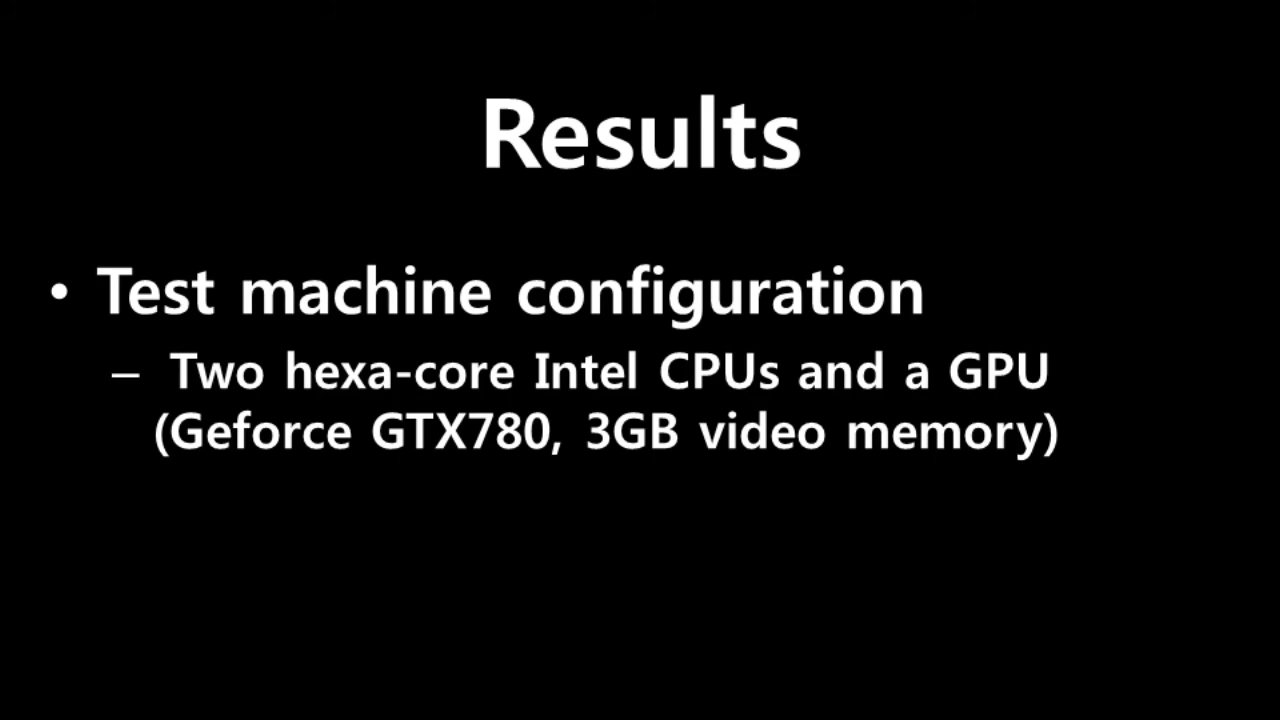 Results
• Test machine configuration
– Two hexa-core Intel CPUs and a GPU
(Geforce GTX780, 3GB video memory)